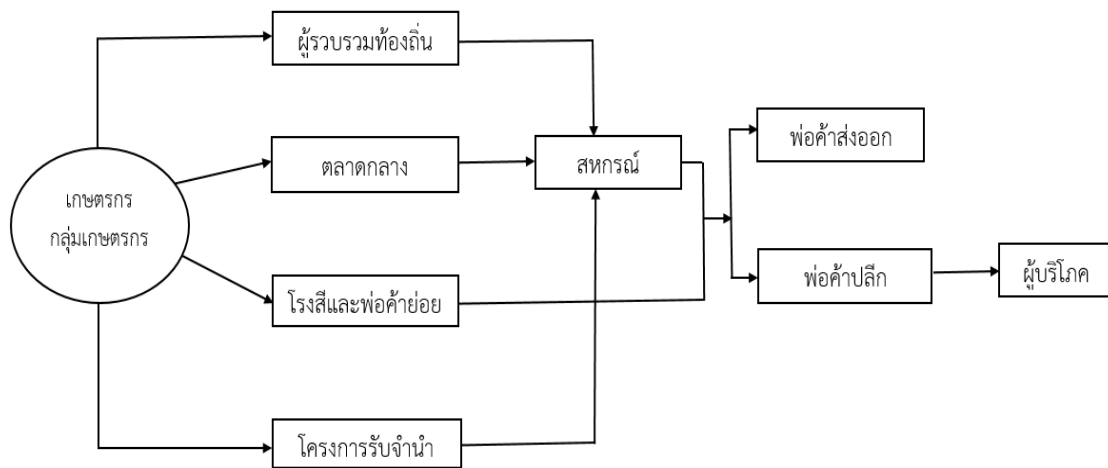 ผู้รวบรวมท้องถิ่น
พ่อค้าส่งออก
ตลาดกลาง
สหกรณ์
เกษตรกร
กลุ่มเกษตรกร
พ่อค้าปลีก
ผู้บริโภค
โรงสีและพ่อค้าย่อย
โครงการรับจำนำ